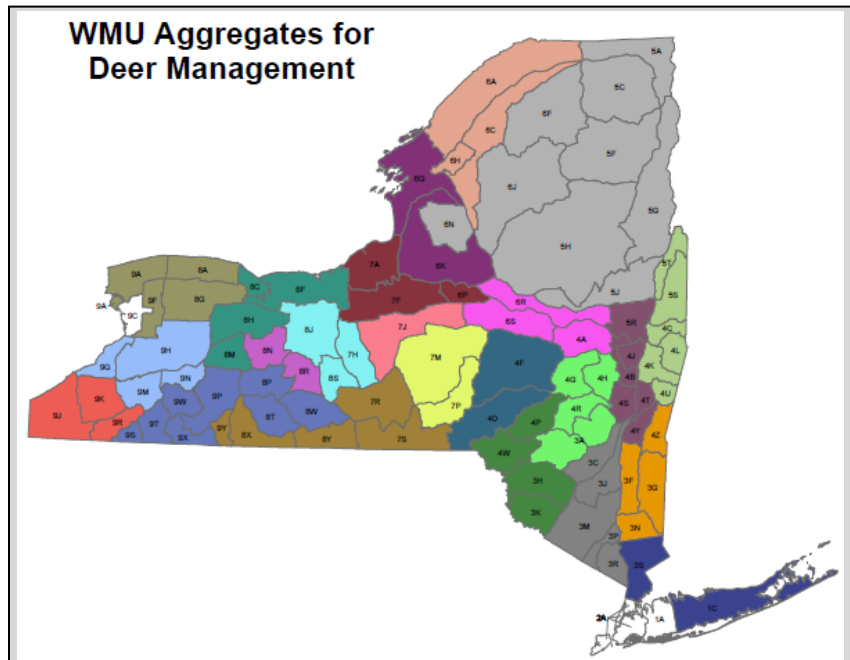 WMU Aggregates for
Deer Management
5A
6A
5C
6F
6C
5F
6H
6G
6J
6N
5G
5H
6K
5T
7A
9A
8A
8C
8F
5S
5J
6P
6R
9A
9F
8G
7F
9C
8H
8J
7J
6S
4A
5R
4C
9H
8M
8N
7H
7M
4F
4J
4L
9G
8R
8S
4G
4H
4B
4K
9J
9K
9M
9N
9W
9P
8P
7R
7P
4S
4T
4U
9R
9S
9T
9X
9Y
8X
8T
8W
8Y
7S
4O
4P
4R
3A
4Y
4Z
4W
3C
3H
3J
3F
3G
3K
3M
3N
3P
3R
3S
1C
2A
1A